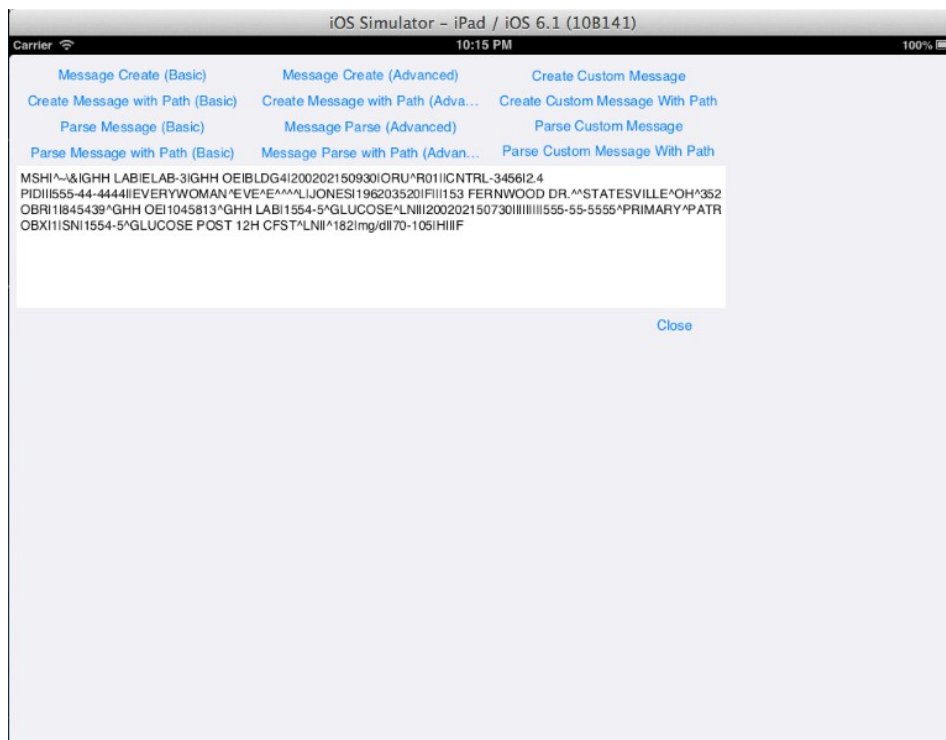 iOS Simulator – iPad / iOS 6.1 (10B141)
Carrier 10:15 PM 100%
Message Create (Basic) Message Create (Advanced) Create Custom Message
Create Message with Path (Basic) Create Message with Path (Adva... Create Custom Message With Path
Parse Message (Basic) Message Parse (Advanced) Parse Custom Message
Parse Message with Path (Basic) Message Parse with Path (Advan... Parse Custom Message With Path
MSH|^~\&|GHH LAB|ELAB-3|GHH OE|BLDG4|200202150930|ORU^R01||CNTRL-3456|2.4
PID|||555-44-4444||EVERYWOMAN^EVE^E^^^^L|JONES|196203520|F|||153 FERNWOOD DR.^^STATESVILLE^OH^352
OBR|1|845439^GHH OE|1045813^GHH LAB|1554-5^GLUCOSE^LN|||200202150730|||||||||555-55-5555^PRIMARY^PATR
OBX|1|SN|1554-5^GLUCOSE POST 12H CFST^LN||^182|mg/dl|70-105|H|||F
Close